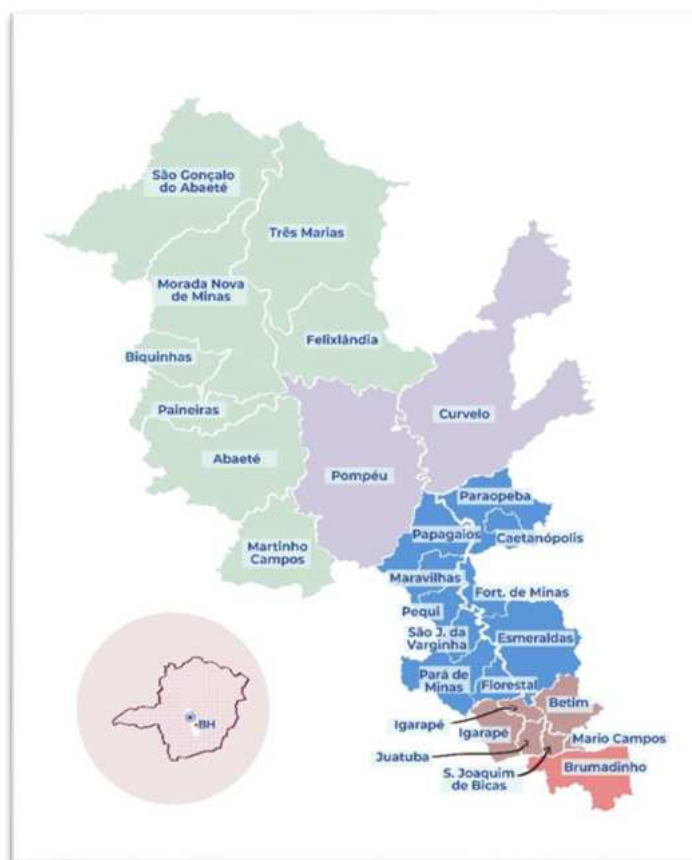 São Gonçalo
do Abaeté
Três Marias
Morada Nova
de Minas
Felixlândia
Biquinhas
Paineiras
Curvelo
Abaeté
Pompéu
Paraopeba
Papagaios
Caetanópolis
Martinho
Campos
Maravilhas
Fort. de Minas
Pequi
São J. da
Varginha
Esmeraldas
Pará de
Minas
Florestal
Betim
BH
Igarapé
Igarapé
Mario Campos
Juatuba
S. Joaquim
de Bicas
Brumadinho